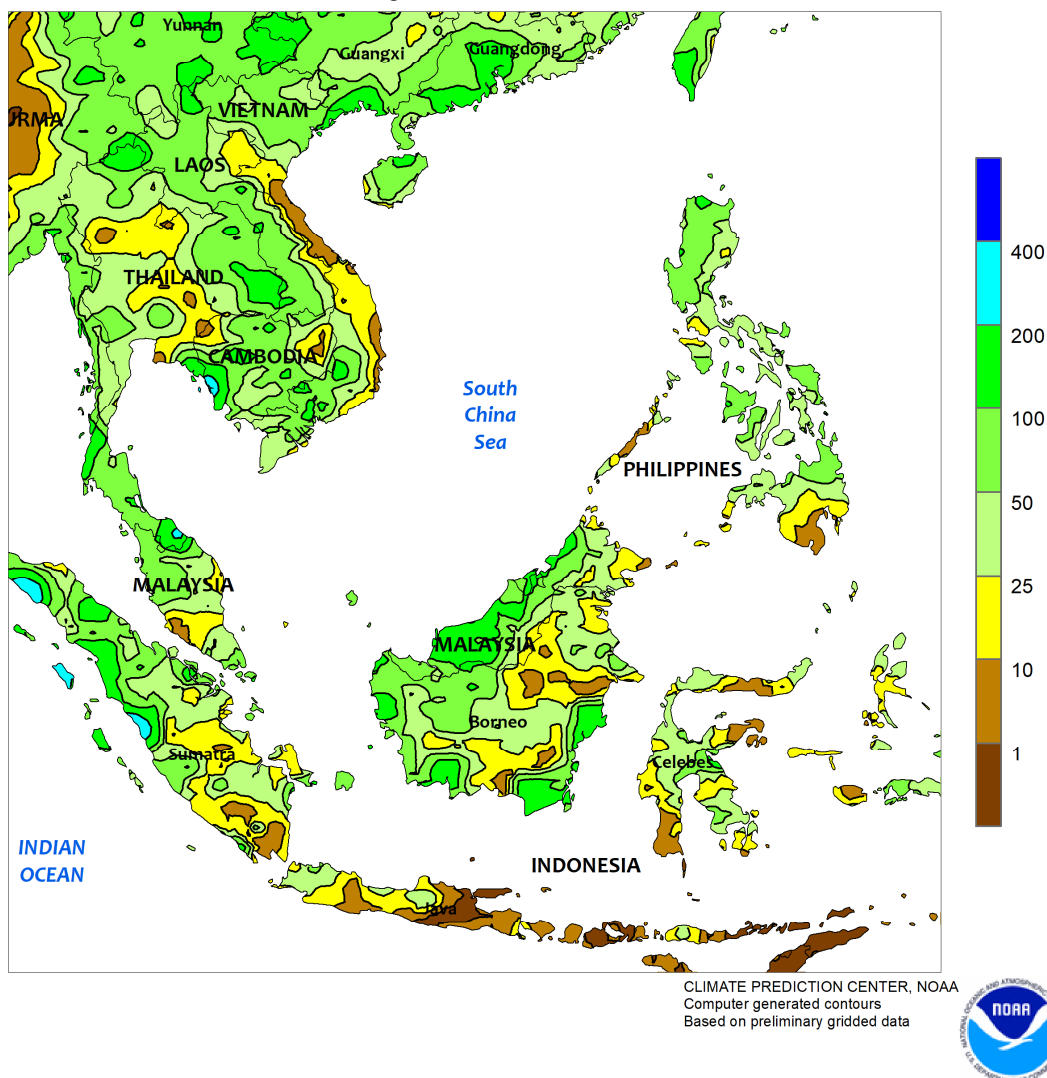 Yunnan
Guangxi
Guangdong
URMA
VIETNAM
LAOS
THAILAND
CAMBODIA
South
China
Sea
PHILIPPINES
MALAYSIA
MALAYSIA
Borneo
Sumatra
Celebes
INDIAN
OCEAN
INDONESIA
Java
400
200
100
50
25
10
1
CLIMATE PREDICTION CENTER, NOAA
Computer generated contours
Based on preliminary gridded data
NOAA